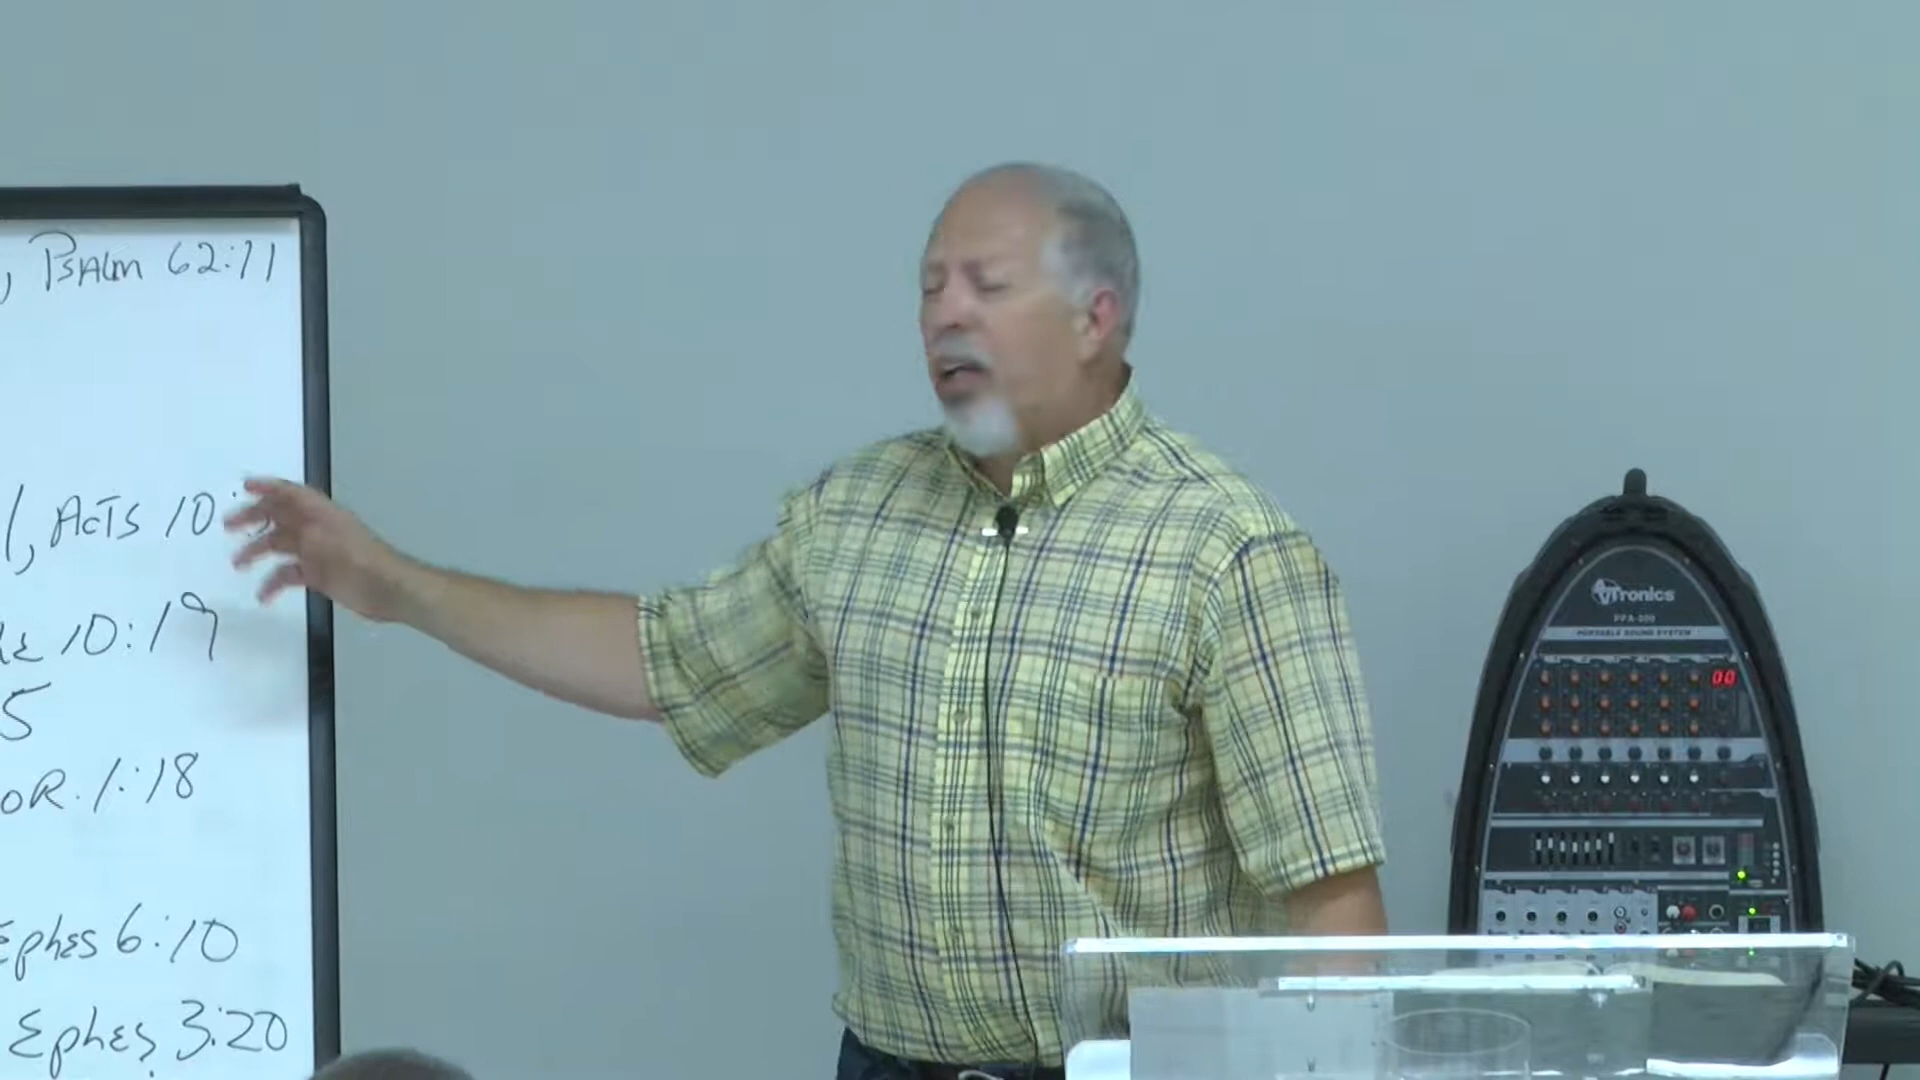 , Psalm 62:11
, Acts 10:
10:19
5
OR. 1:18
Ephes 6:10
Ephes 3:20
AVTronics
PORTABLE SOUND SYSTEM
00